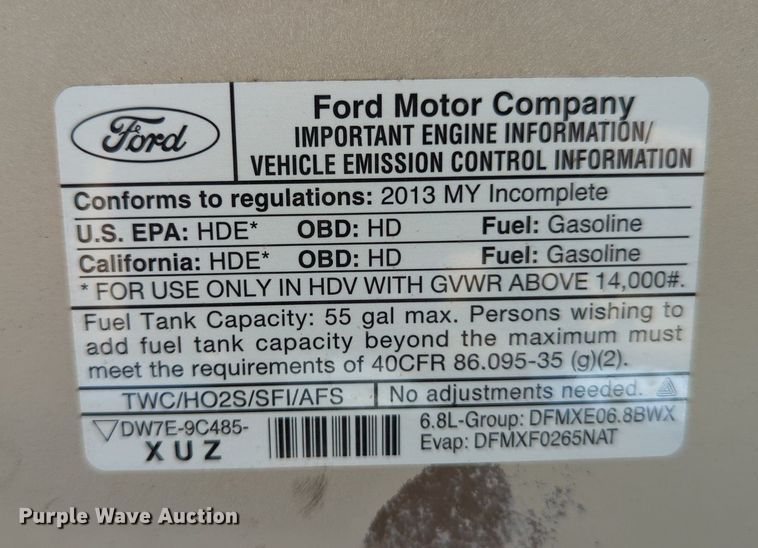 Ford
Ford Motor Company
IMPORTANT ENGINE INFORMATION/
VEHICLE EMISSION CONTROL INFORMATION
Conforms to regulations: 2013 MY Incomplete
U.S. EPA: HDE* OBD: HD Fuel: Gasoline
California: HDE* OBD: HD Fuel: Gasoline
* FOR USE ONLY IN HDV WITH GVWR ABOVE 14,000#.
Fuel Tank Capacity: 55 gal max. Persons wishing to
add fuel tank capacity beyond the maximum must
meet the requirements of 40CFR 86.095-35 (g)(2).
TWC/HO2S/SFI/AFS No adjustments needed.
DW7E-9C485-
XUZ
6.8L-Group: DFMXE06.8BWX
Evap: DFMXF0265NAT
Purple Wave Auction